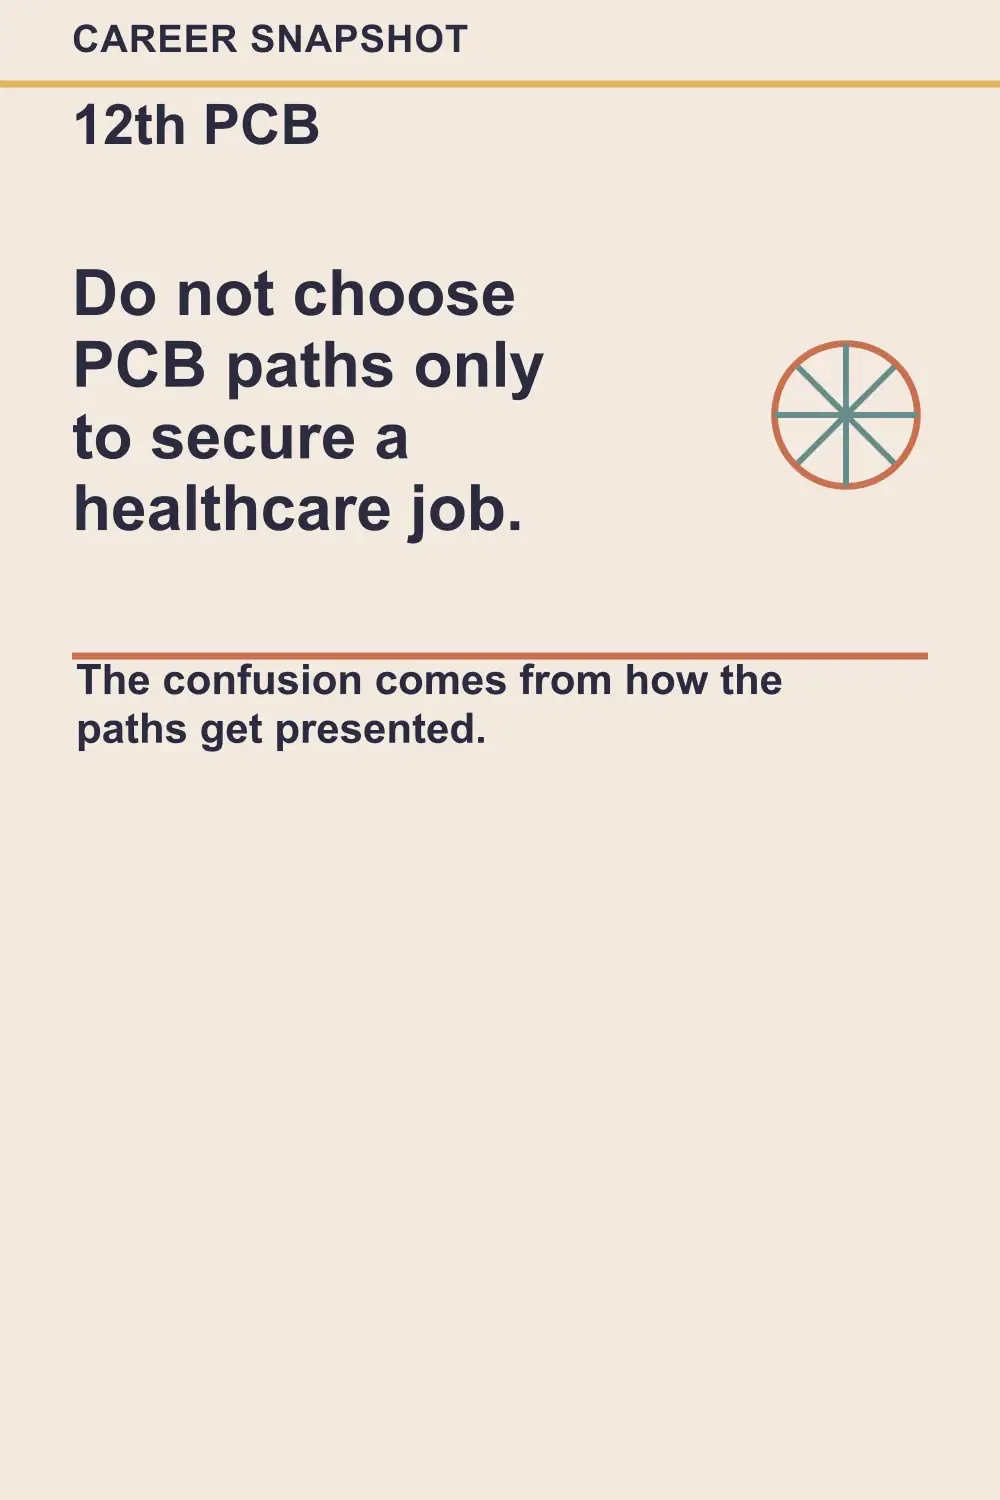 CAREER SNAPSHOT
12th PCB
Do not choose
PCB paths only
to secure a
healthcare job.
The confusion comes from how the
paths get presented.